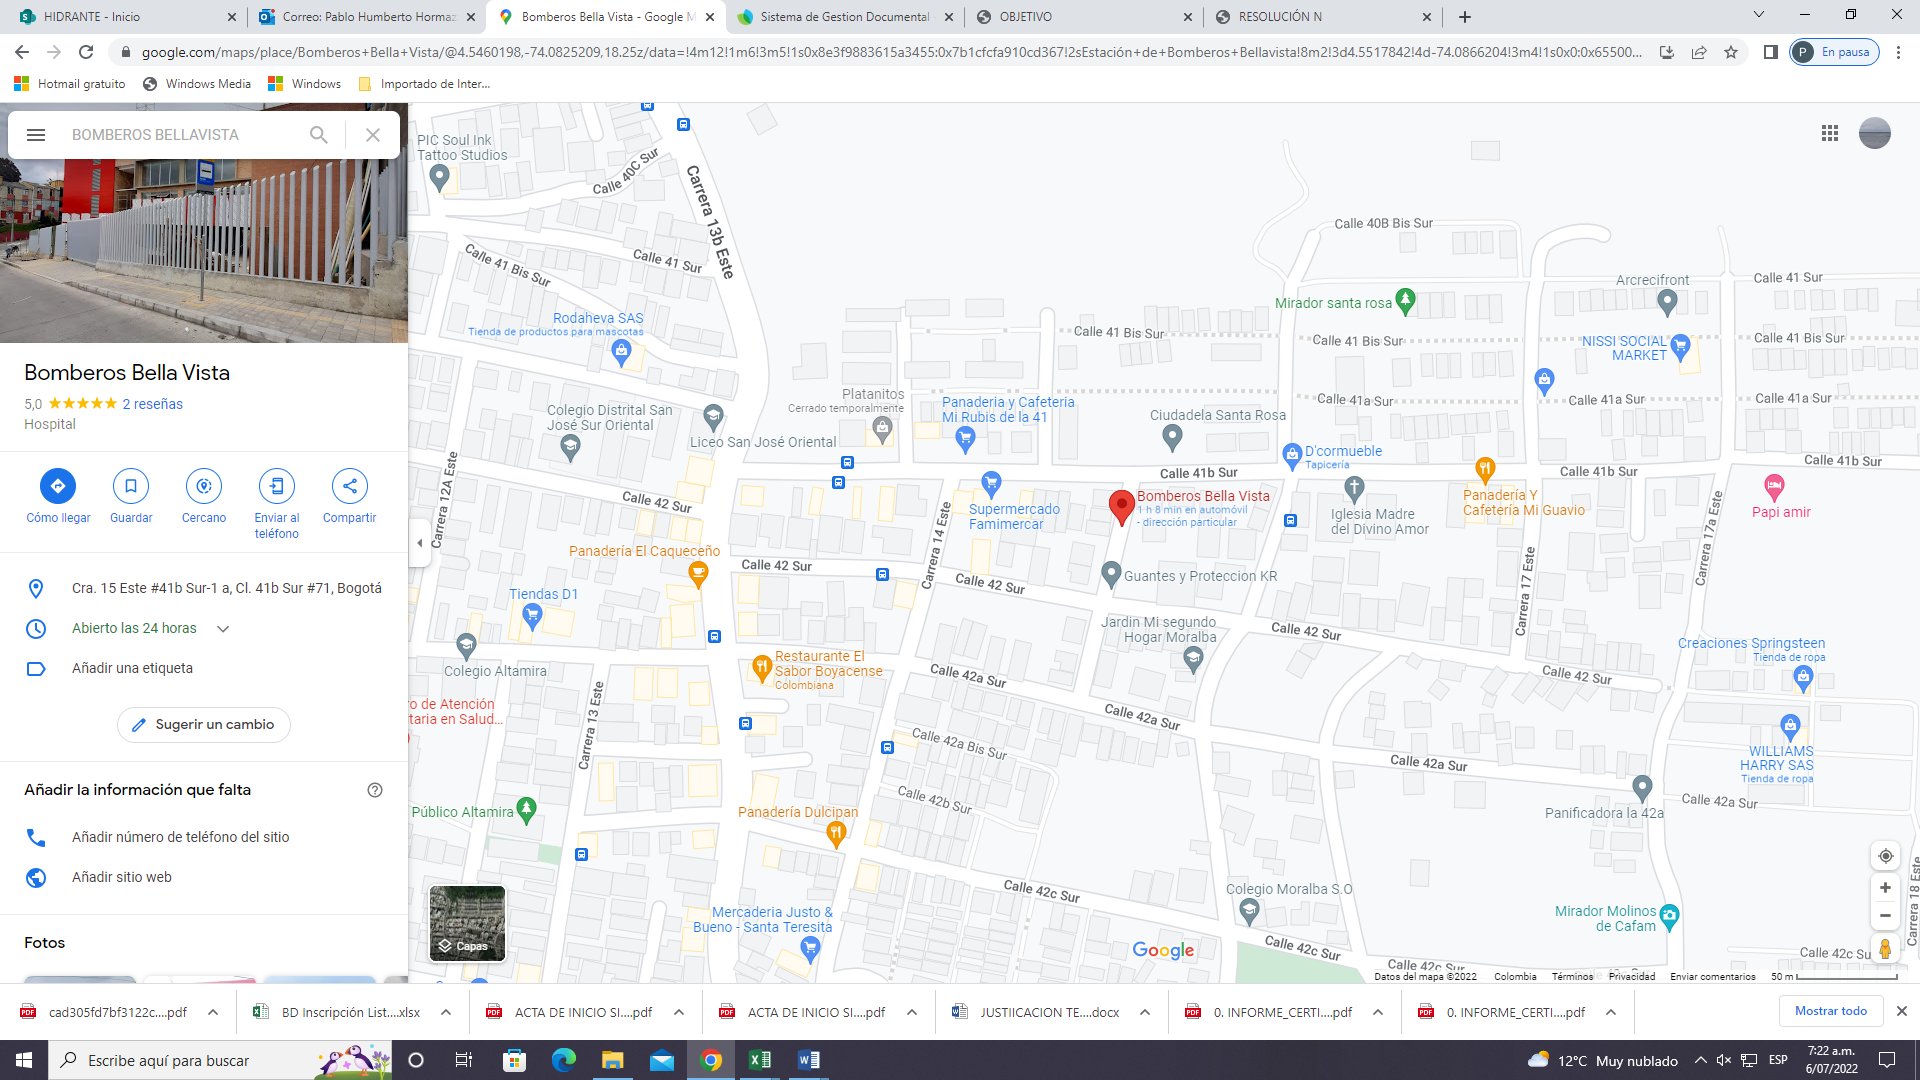 HIDRANTE - Inicio
Correo: Pablo Humberto Hormaz
Bomberos Bella Vista - Google M
Sistema de Gestion Documental
OBJETIVO
RESOLUCIÓN N
google.com/maps/place/Bomberos+Bella+Vista/@4.5460198,-74.0825209,18.25z/data=!4m12!1m6!3m5!1s0x8e3f9883615a3455:0x7b1cfcfa910cd367!2sEstación+de+Bomberos+Bellavista!8m2!3d4.5517842!4d-74.0866204!3m4!1s0x0:0x65500...
P
En pausa
Hotmail gratuito
Windows Media
Windows
Importado de Inter...
BOMBEROS BELLAVISTA
Bomberos Bella Vista
5,0
2 reseñas
Hospital
Cómo llegar
Guardar
Cercano
Enviar al
teléfono
Compartir
Cra. 15 Este #41b Sur-1 a, Cl. 41b Sur #71, Bogotá
Abierto las 24 horas
Añadir una etiqueta
Sugerir un cambio
Añadir la información que falta
Añadir número de teléfono del sitio
Añadir sitio web
Fotos
PIC Soul Ink
Tattoo Studios
Calle 40C Sur
Carrera 13b Este
Calle 41 Sur
Calle 41 Bis Sur
Calle 40B Bis Sur
Calle 41 Sur
Arcrecifront
Mirador santa rosa
Rodaheva SAS
Tienda de productos para mascotas
Calle 41 Bis Sur
Calle 41 Bis Sur
Calle 41 Bis Sur
NISSI SOCIAL
MARKET
Platanitos
Cerrado temporalmente
Panaderia y Cafeteria
Mi Rubis de la 41
Calle 41a Sur
Calle 41a Sur
Calle 41a Sur
Colegio Distrital San
José Sur Oriental
Liceo San José Oriental
Ciudadela Santa Rosa
D'cormueble
Tapicería
Calle 41b Sur
Calle 41b Sur
Calle 41b Sur
Carrera 12A Este
Calle 42 Sur
Supermercado
Famimercar
Bomberos Bella Vista
1 h 8 min en automóvil
- dirección particular
Iglesia Madre
del Divino Amor
Panadería Y
Cafetería Mi Guavio
Papi amir
Carrera 14 Este
Carrera 17a Este
Panadería El Caqueceño
Calle 42 Sur
Calle 42 Sur
Guantes y Proteccion KR
Carrera 17 Este
Tiendas D1
Jardin Mi segundo
Hogar Moralba
Calle 42 Sur
Calle 42 Sur
Creaciones Springsteen
Tienda de ropa
Colegio Altamira
Restaurante El
Sabor Boyacense
Colombiana
Calle 42a Sur
Calle 42a Sur
ro de Atención
taria en Salud...
Carrera 13 Este
Calle 42a Bis Sur
Calle 42a Sur
WILLIAMS
HARRY SAS
Tienda de ropa
Calle 42b Sur
Público Altamira
Panadería Dulcipan
Panificadora la 42a
Calle 42a Sur
Calle 42c Sur
Colegio Moralba S.O
Mirador Molinos
de Cafam
Carrera 18 Este
Mercaderia Justo &
Bueno - Santa Teresita
Capas
Google
Calle 42c Sur
Calle 42c Su
Datos del mapa ©2022
Colombia
Términos
Privacidad
Enviar comentarios
50 m
cad305fd7bf3122c....pdf
BD Inscripción List....xlsx
ACTA DE INICIO SI....pdf
ACTA DE INICIO SI....pdf
JUSTIICACION TE....docx
0. INFORME_CERTI....pdf
0. INFORME_CERTI....pdf
Mostrar todo
Escribe aquí para buscar
12°C Muy nublado
ESP
7:22 a.m.
6/07/2022